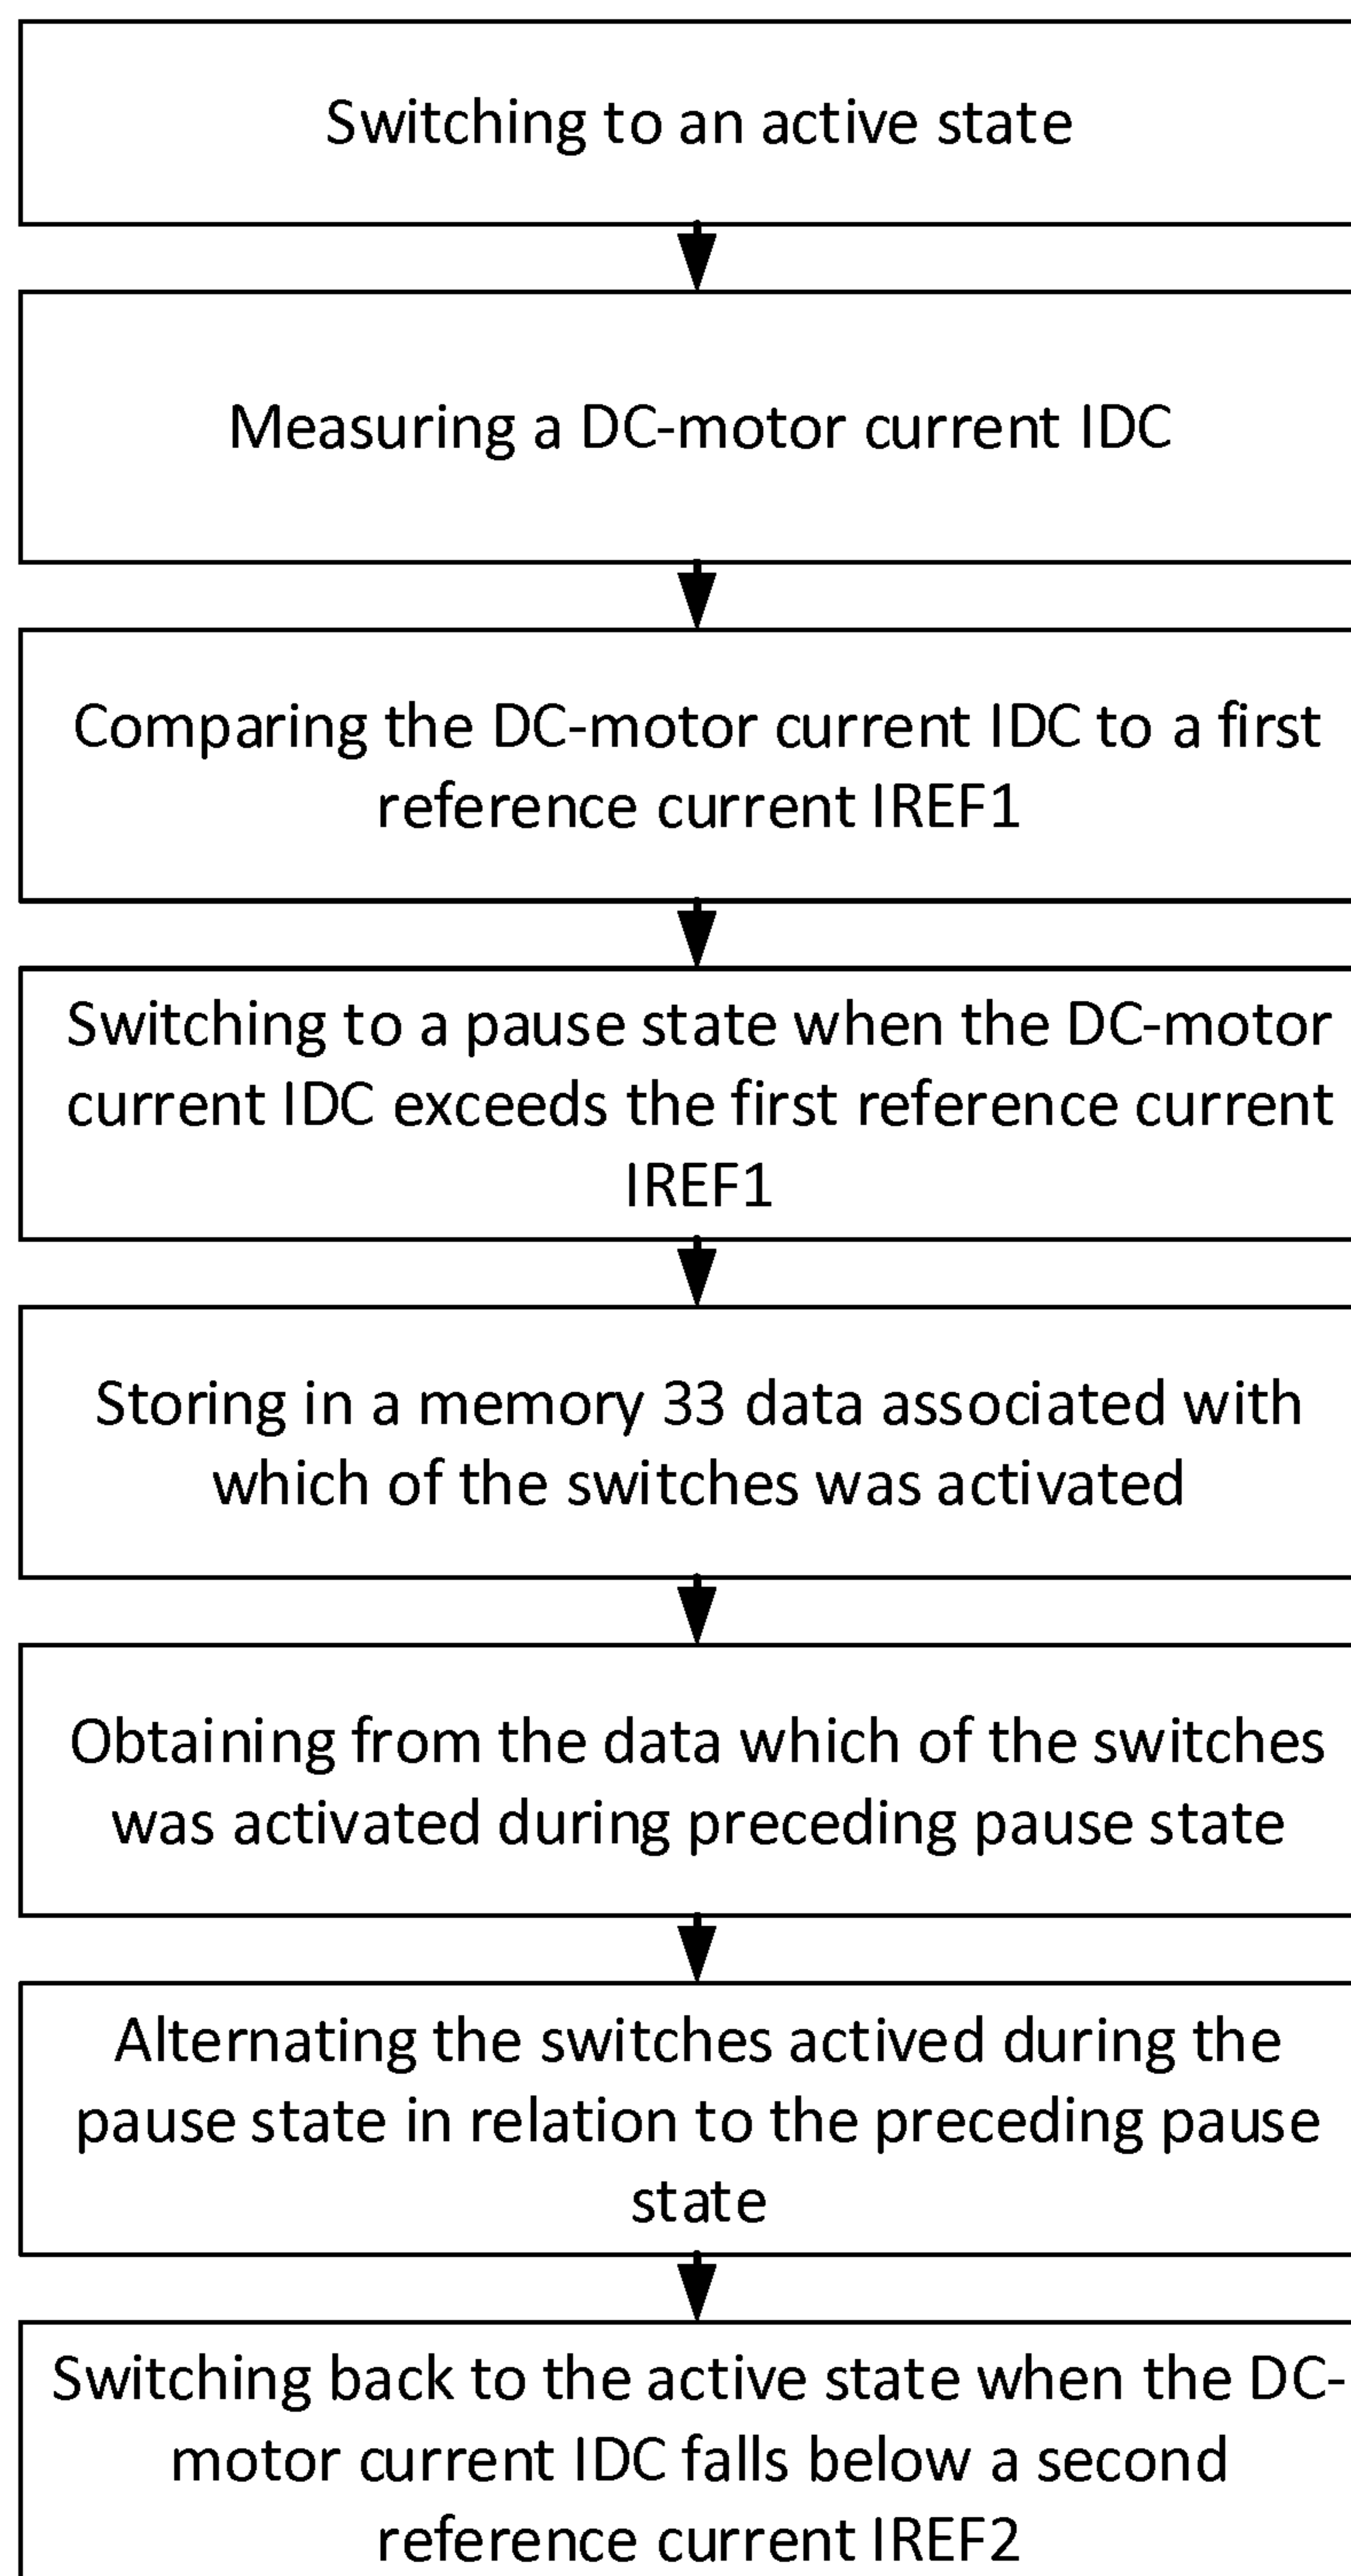 Switching to an active state
Measuring a DC-motor current IDC
Comparing the DC-motor current IDC to a first
reference current IREF1
Switching to a pause state when the DC-motor
current IDC exceeds the first reference current
IREF1
Storing in a memory 33 data associated with
which of the switches was activated
Obtaining from the data which of the switches
was activated during preceding pause state
Alternating the switches actived during the
pause state in relation to the preceding pause
state
Switching back to the active state when the DC-
motor current IDC falls below a second
reference current IREF2